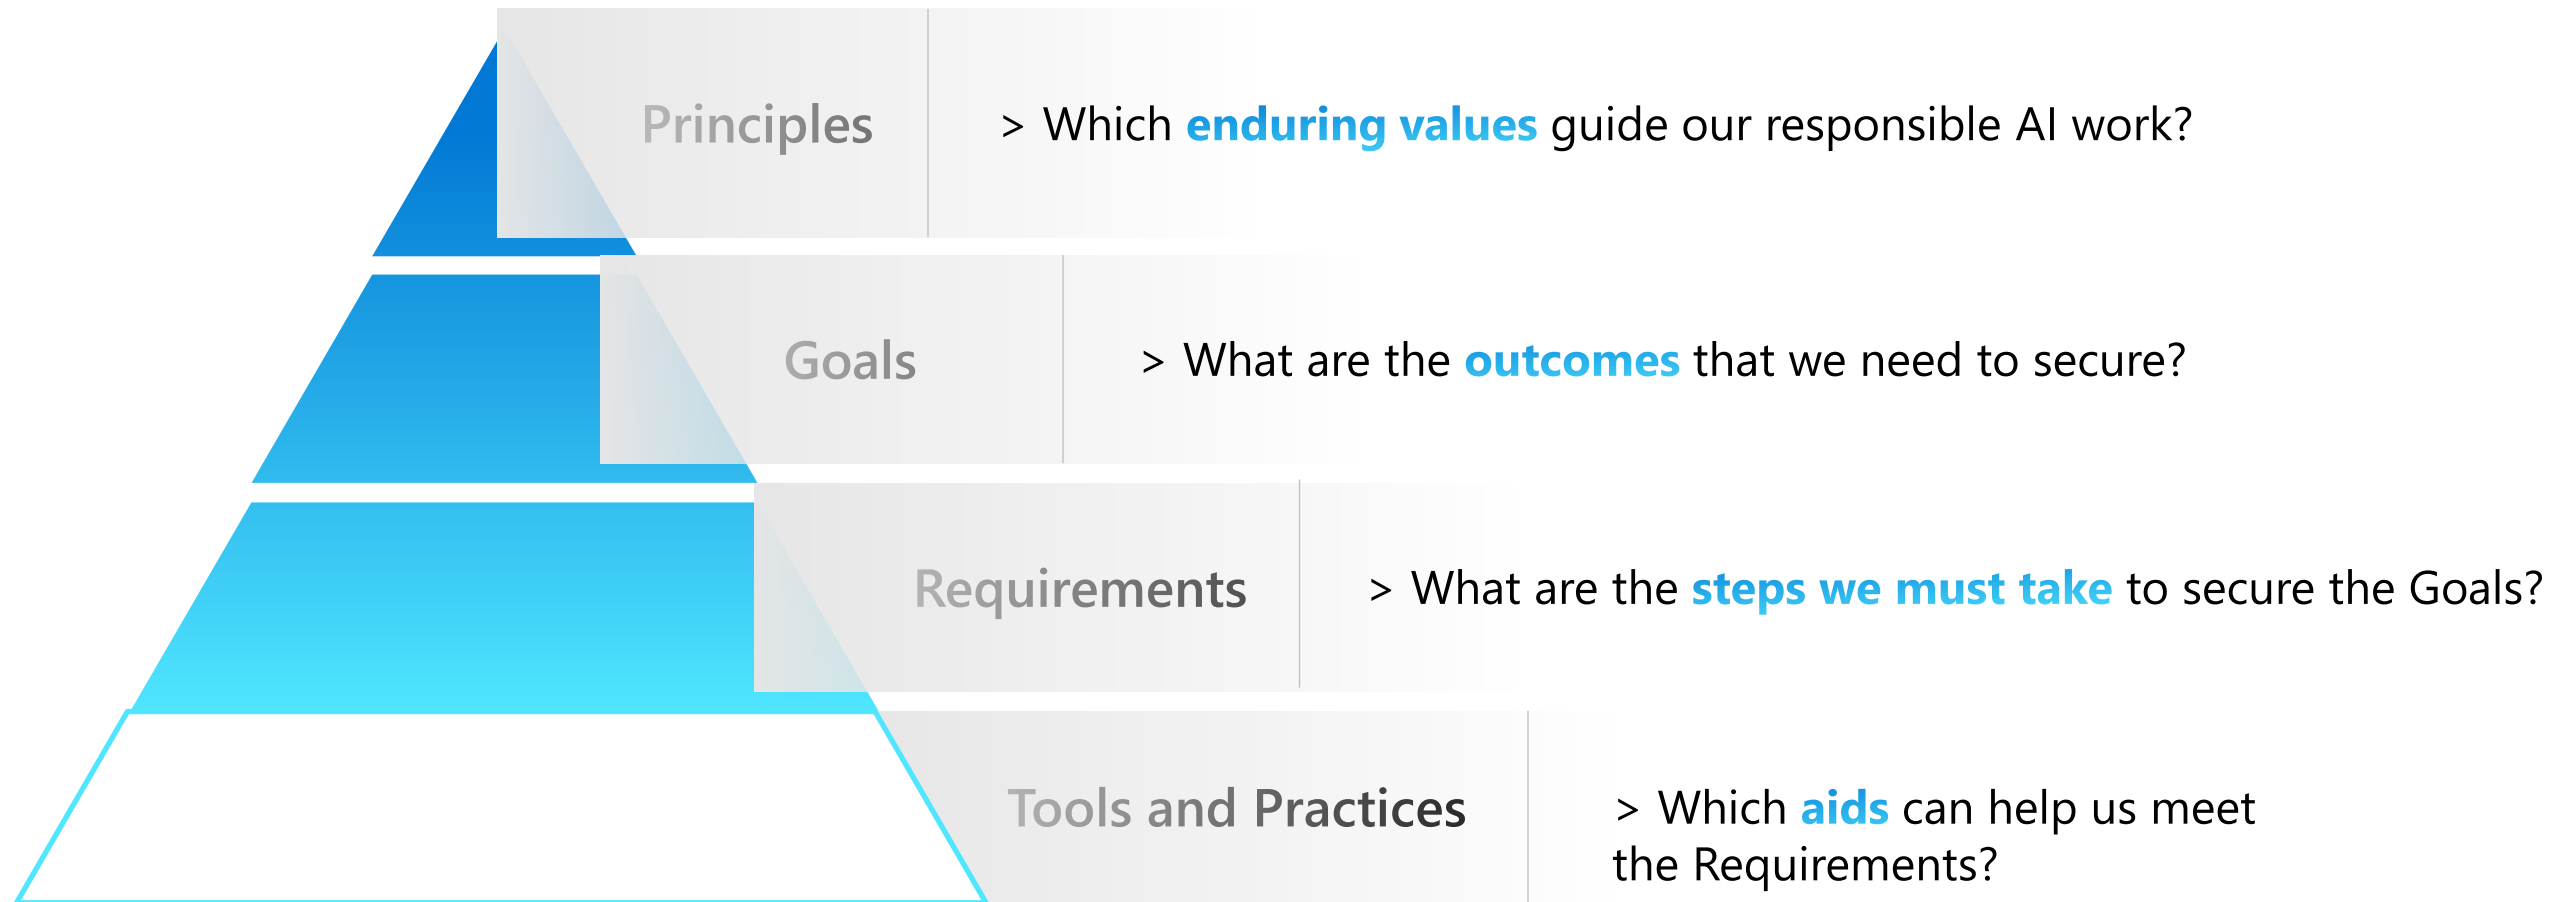 Principles
> Which enduring values guide our responsible AI work?
Goals
> What are the outcomes that we need to secure?
Requirements
> What are the steps we must take to secure the Goals?
Tools and Practices
> Which aids can help us meet
the Requirements?